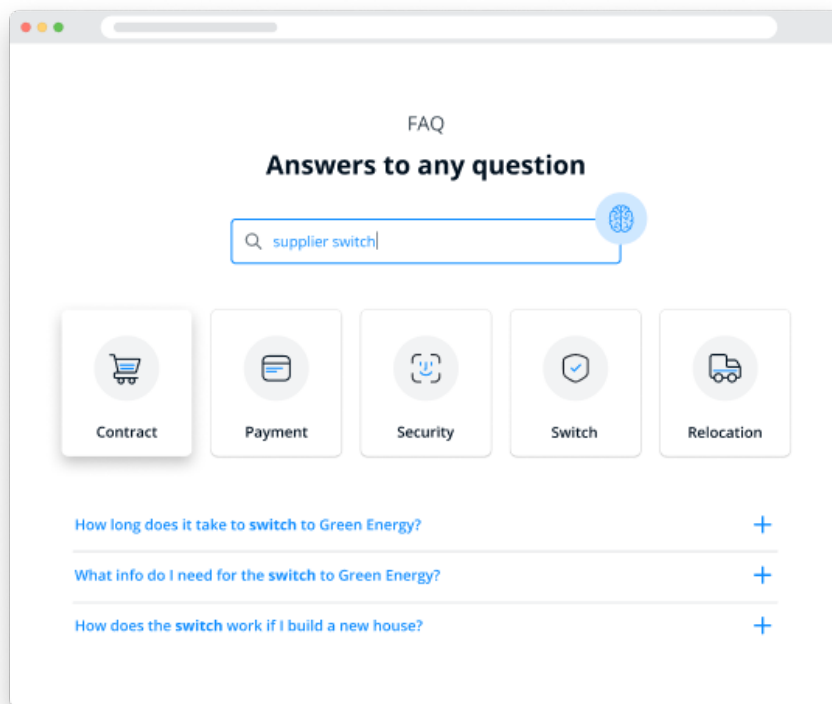 FAQ
Answers to any question
supplier switch
Contract
Payment
Security
Switch
Relocation
How long does it take to switch to Green Energy?
What info do I need for the switch to Green Energy?
How does the switch work if I build a new house?